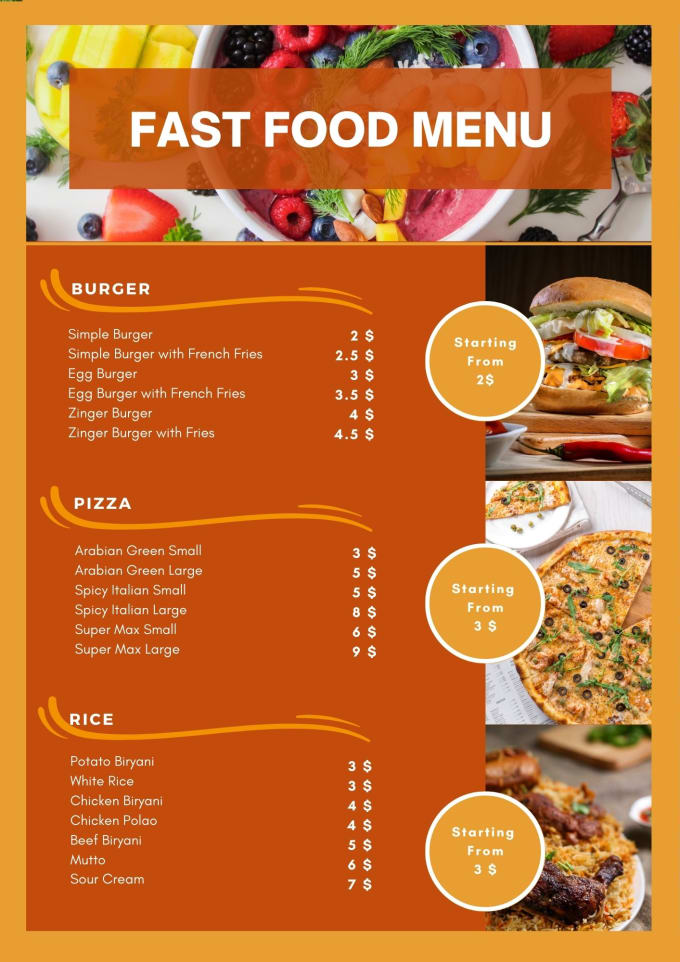 FAST FOOD MENU
BURGER
Simple Burger 2 $
Simple Burger with French Fries 2.5 $
Egg Burger 3 $
Egg Burger with French Fries 3.5 $
Zinger Burger 4 $
Zinger Burger with Fries 4.5 $
Starting
From
2$
PIZZA
Arabian Green Small 3 $
Arabian Green Large 5 $
Spicy Italian Small 5 $
Spicy Italian Large 8 $
Super Max Small 6 $
Super Max Large 9 $
Starting
From
3 $
RICE
Potato Biryani 3 $
White Rice 3 $
Chicken Biryani 4 $
Chicken Polao 4 $
Beef Biryani 5 $
Mutto 6 $
Sour Cream 7 $
Starting
From
3 $